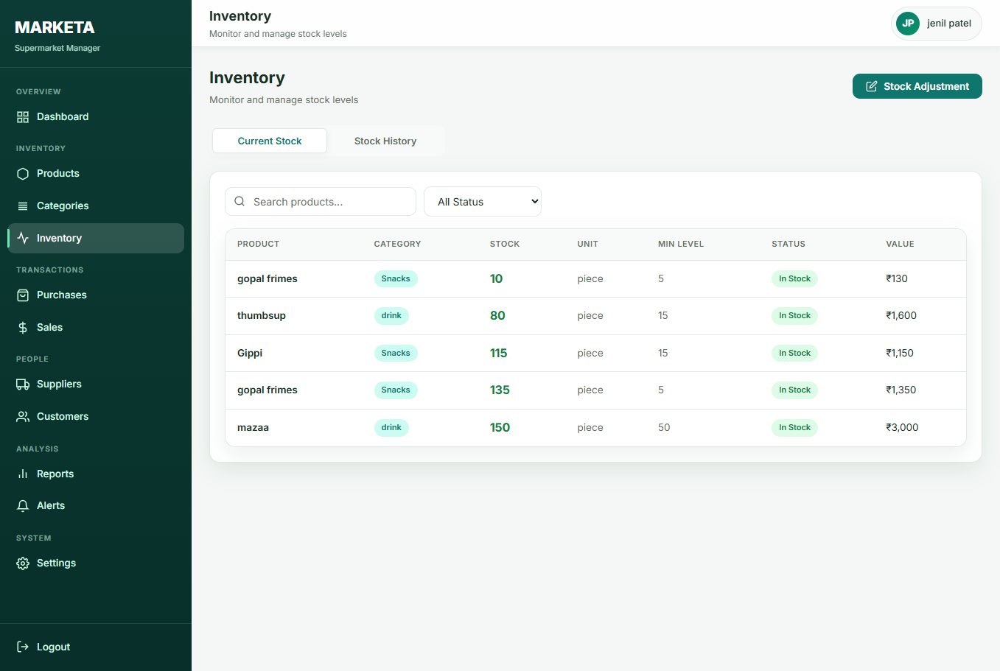 MARKETA
Supermarket Manager
OVERVIEW
Dashboard
INVENTORY
Products
Categories
Inventory
TRANSACTIONS
Purchases
Sales
PEOPLE
Suppliers
Customers
ANALYSIS
Reports
Alerts
SYSTEM
Settings
Logout
Inventory
Monitor and manage stock levels
JP jenil patel
Inventory
Monitor and manage stock levels
Stock Adjustment
Current Stock Stock History
Search products... All Status
PRODUCT CATEGORY STOCK UNIT MIN LEVEL STATUS VALUE
gopal frimes Snacks 10 piece 5 In Stock ₹130
thumbsup drink 80 piece 15 In Stock ₹1,600
Gippi Snacks 115 piece 15 In Stock ₹1,150
gopal frimes Snacks 135 piece 5 In Stock ₹1,350
mazaa drink 150 piece 50 In Stock ₹3,000